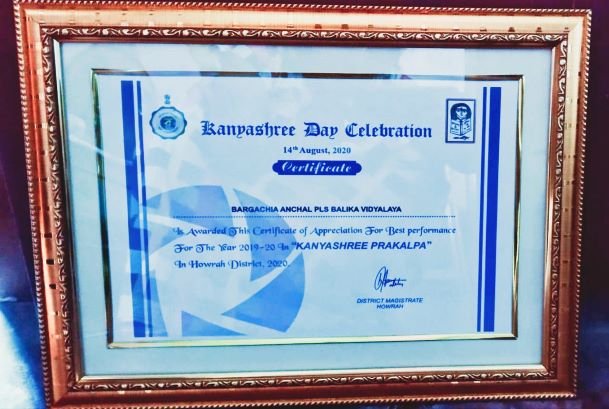 Kanyashree Day Celebration
14th August, 2020
Certificate
BARGACHIA ANCHAL PLS BALIKA VIDYALAYA
Is Awarded This Certificate of Appreciation For Best performance
For The Year 2019-20 In "KANYASHREE PRAKALPA"
In Howrah District, 2020.
DISTRICT MAGISTRATE
HOWRAH